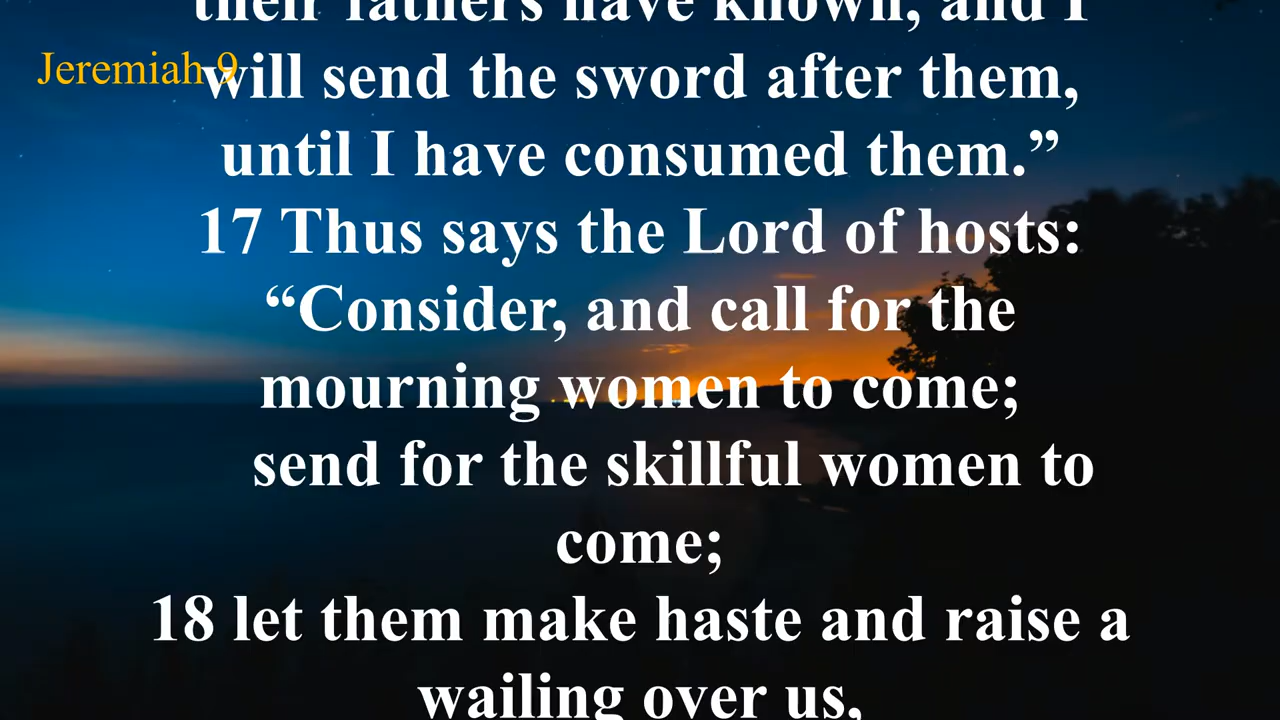 their fathers have known, and I
Jeremiah 9
will send the sword after them,
until I have consumed them.”
17 Thus says the Lord of hosts:
“Consider, and call for the
mourning women to come;
send for the skillful women to
come;
18 let them make haste and raise a
wailing over us,